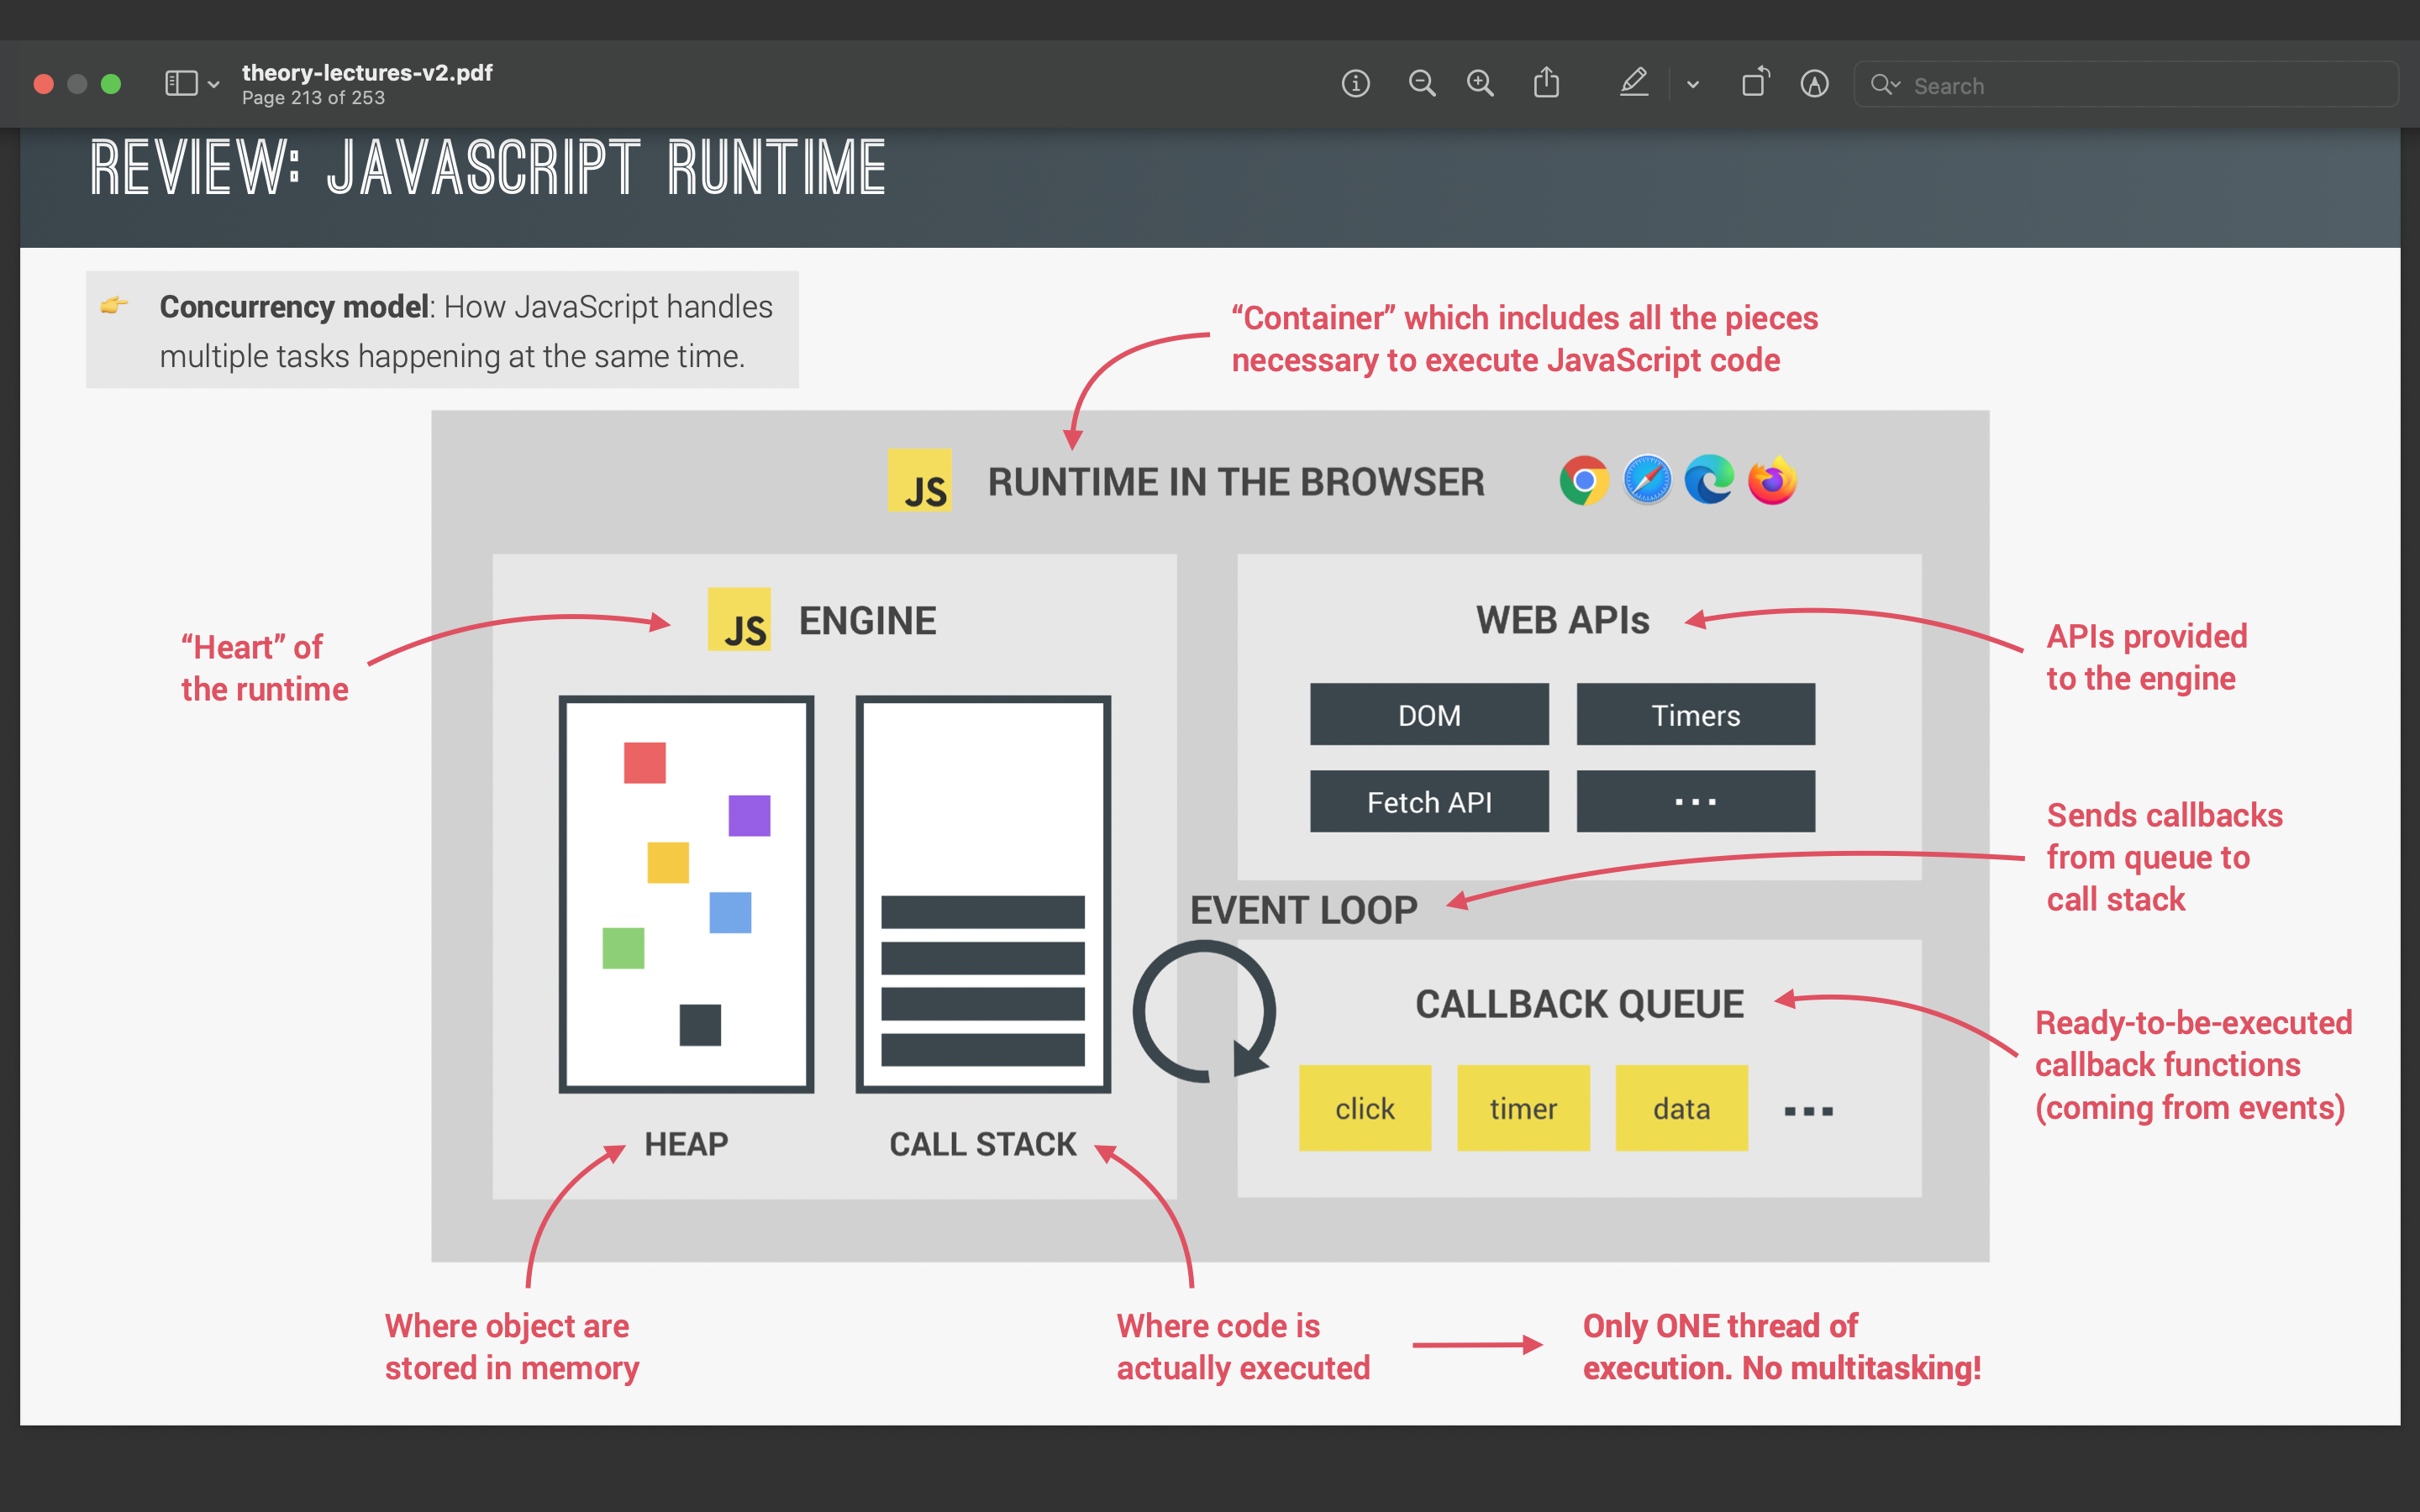 theory-lectures-v2.pdf
Page 213 of 253
Search
REVIEW: JAVASCRIPT RUNTIME
Concurrency model: How JavaScript handles
multiple tasks happening at the same time.
“Container” which includes all the pieces
necessary to execute JavaScript code
JS
RUNTIME IN THE BROWSER
“Heart” of
the runtime
JS
ENGINE
HEAP
CALL STACK
WEB APIs
DOM
Timers
Fetch API
...
APIs provided
to the engine
EVENT LOOP
Sends callbacks
from queue to
call stack
CALLBACK QUEUE
click
timer
data
...
Ready-to-be-executed
callback functions
(coming from events)
Where object are
stored in memory
Where code is
actually executed
Only ONE thread of
execution. No multitasking!